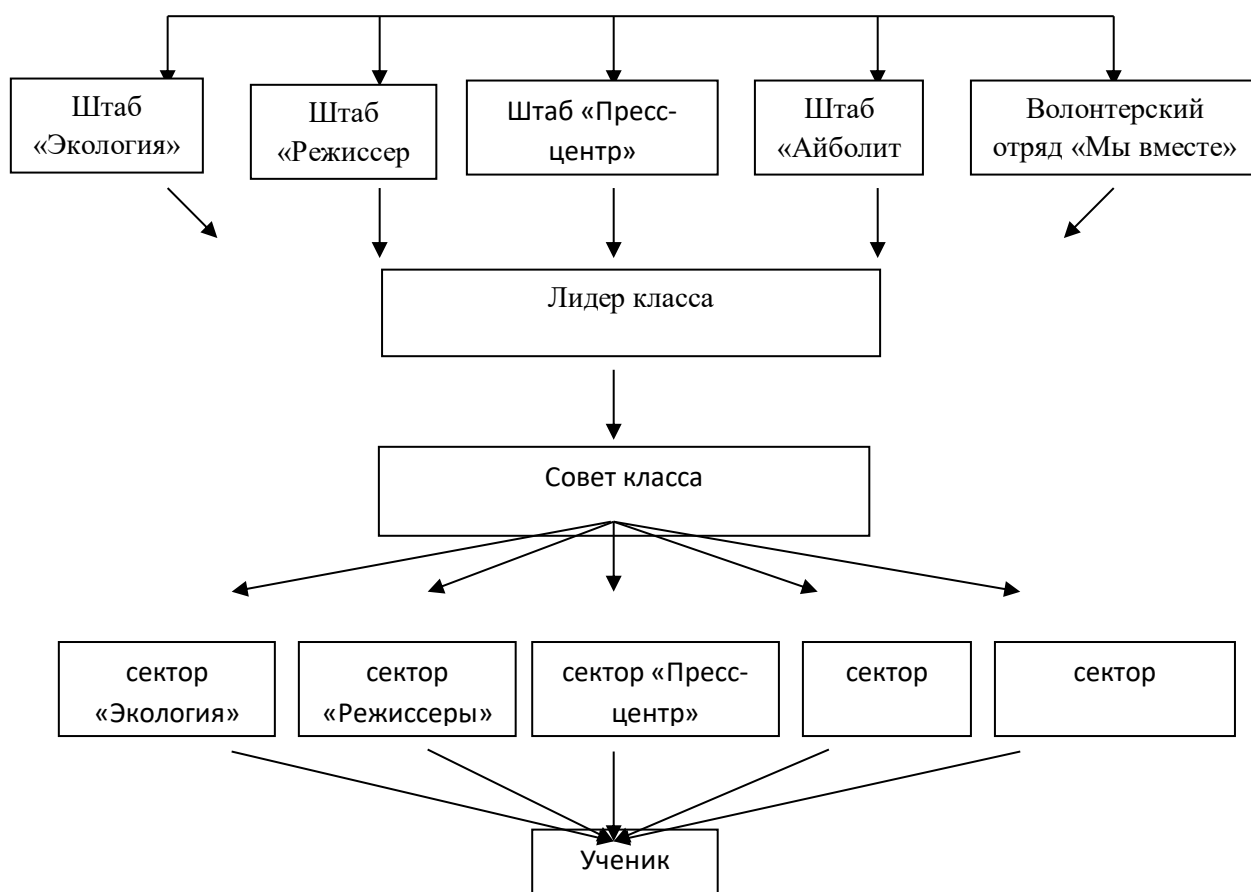 Штаб
«Экология»
Штаб
«Режиссер
Штаб «Пресс-
центр»
Штаб
«Айболит
Волонтерский
отряд «Мы вместе»
Лидер класса
Совет класса
сектор
«Экология»
сектор
«Режиссеры»
сектор «Пресс-
центр»
сектор
сектор
Ученик